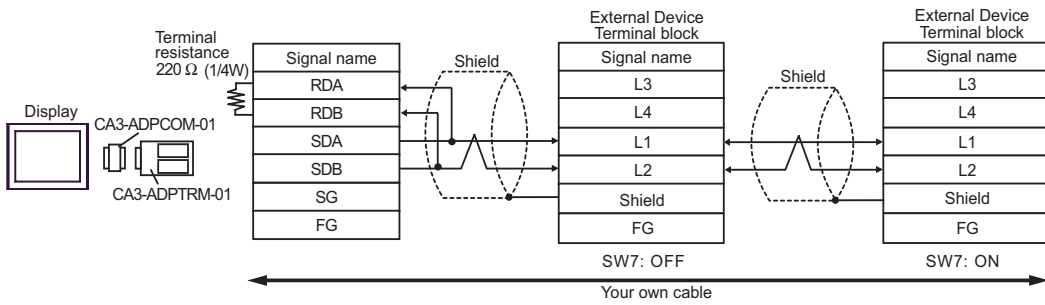 Display
CA3-ADPCOM-01
CA3-ADPTRM-01
Terminal
resistance
220 Ω (1/4W)
Signal name
RDA
RDB
SDA
SDB
SG
FG
Shield
External Device
Terminal block
Signal name
L3
L4
L1
L2
Shield
FG
SW7: OFF
Shield
External Device
Terminal block
Signal name
L3
L4
L1
L2
Shield
FG
SW7: ON
Your own cable